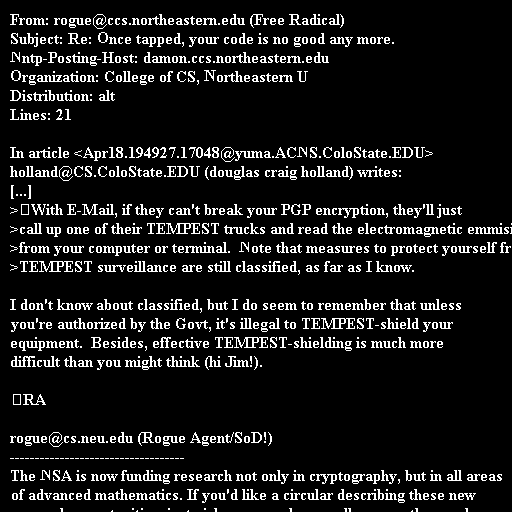 From: rogue@ccs.northeastern.edu (Free Radical)
Subject: Re: Once tapped, your code is no good any more.
Nntp-Posting-Host: damon.ccs.northeastern.edu
Organization: College of CS, Northeastern U
Distribution: alt
Lines: 21

In article <Apr18.194927.17048@yuma.ACNS.ColoState.EDU>
holland@CS.ColoState.EDU (douglas craig holland) writes:
[...]
>With E-Mail, if they can't break your PGP encryption, they'll just
>call up one of their TEMPEST trucks and read the electromagnetic
>from your computer or terminal.  Note that measures to protect yourself
>TEMPEST surveillance are still classified, as far as I know.

I don't know about classified, but I do seem to remember that unless
you're authorized by the Govt, it's illegal to TEMPEST-shield your
equipment.  Besides, effective TEMPEST-shielding is much more
difficult than you might think (hi Jim!).

RA

rogue@cs.neu.edu (Rogue Agent/SoD!)
-----------------------------------
The NSA is now funding research not only in cryptography, but in all areas
of advanced mathematics. If you'd like a circular describing these new